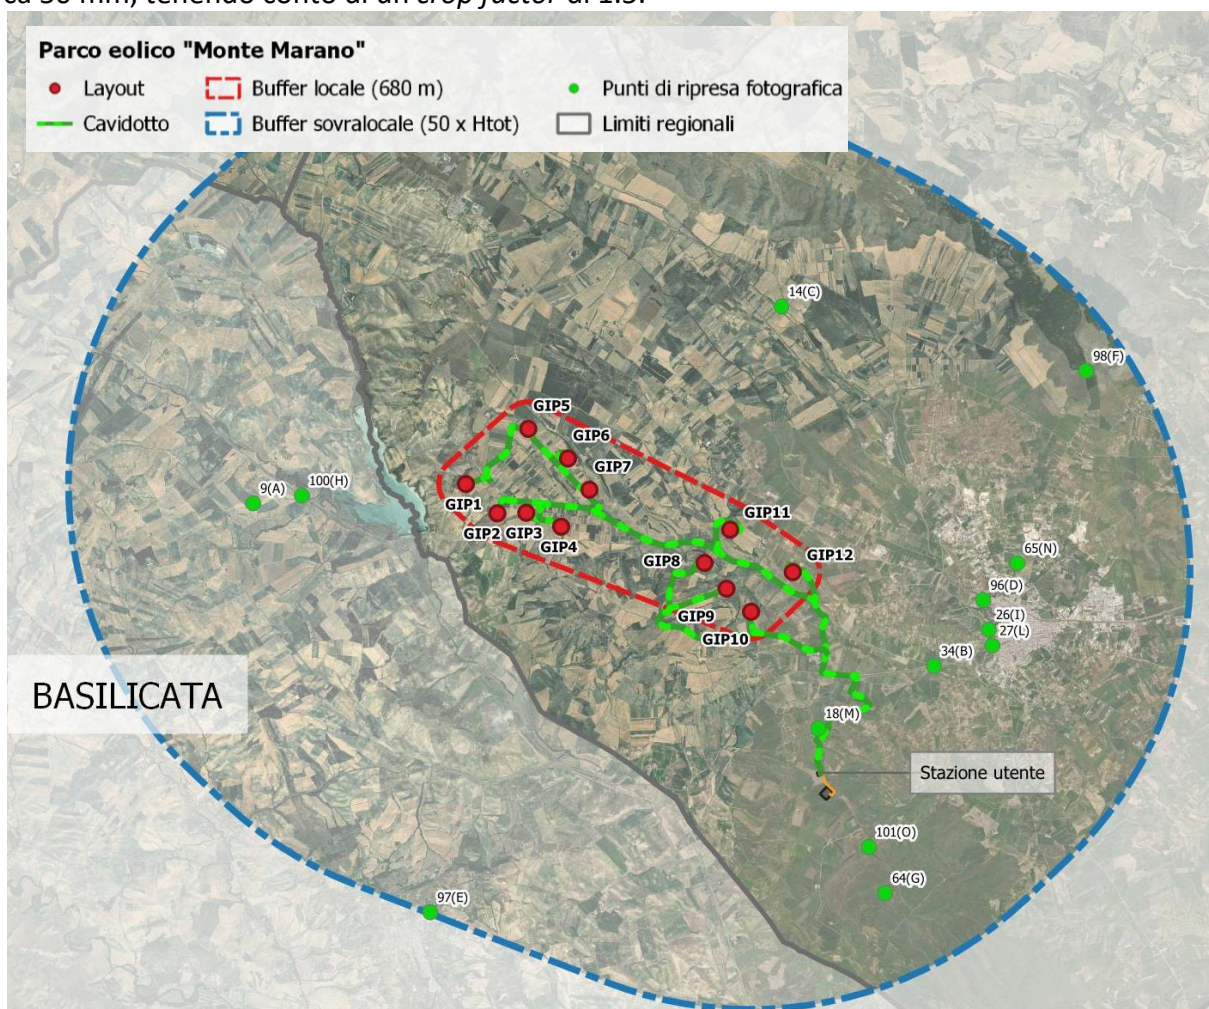 ca 50 mm, tenendo conto di un crop factor di 1.5.
Parco eolico "Monte Marano"
Layout
Buffer locale (680 m)
Punti di ripresa fotografica
Cavidotto
Buffer sovralocale (50 x Htot)
Limiti regionali
14(C)
98(F)
GIP5
GIP6
GIP7
9(A)
100(H)
GIP1
GIP2
GIP3
GIP4
GIP11
GIP8
GIP12
65(N)
96(D)
GIP9
26(I)
27(L)
GIP10
34(B)
BASILICATA
18(M)
Stazione utente
101(O)
64(G)
97(E)